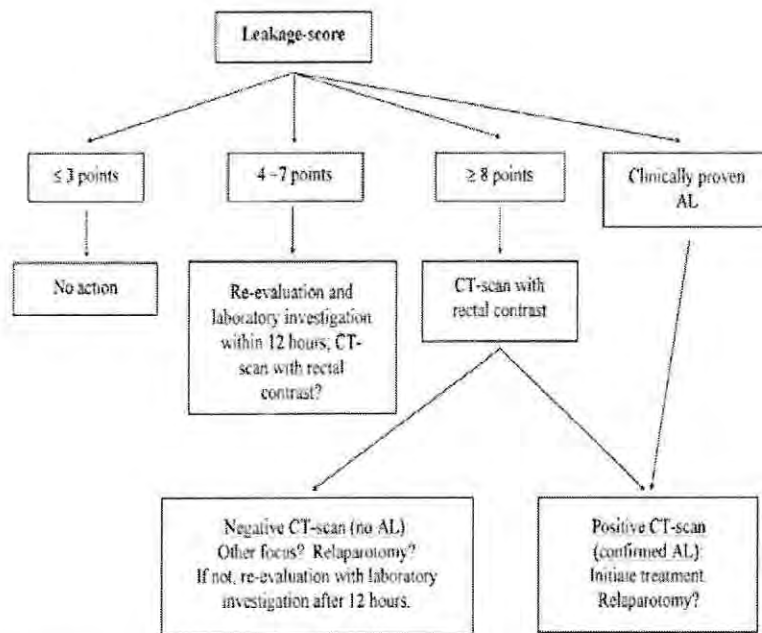 Leakage-score
≤ 3 points
4 –7 points
≥ 8 points
Clinically proven
AL
No action
Re-evaluation and
laboratory investigation
within 12 hours, CT-
scan with rectal
contrast?
CT-scan with
rectal contrast
Negative CT-scan (no AL)
Other focus? Relaparotomy?
If not, re-evaluation with laboratory
investigation after 12 hours.
Positive CT-scan
(confirmed AL)
Initiate treatment.
Relaparotomy?